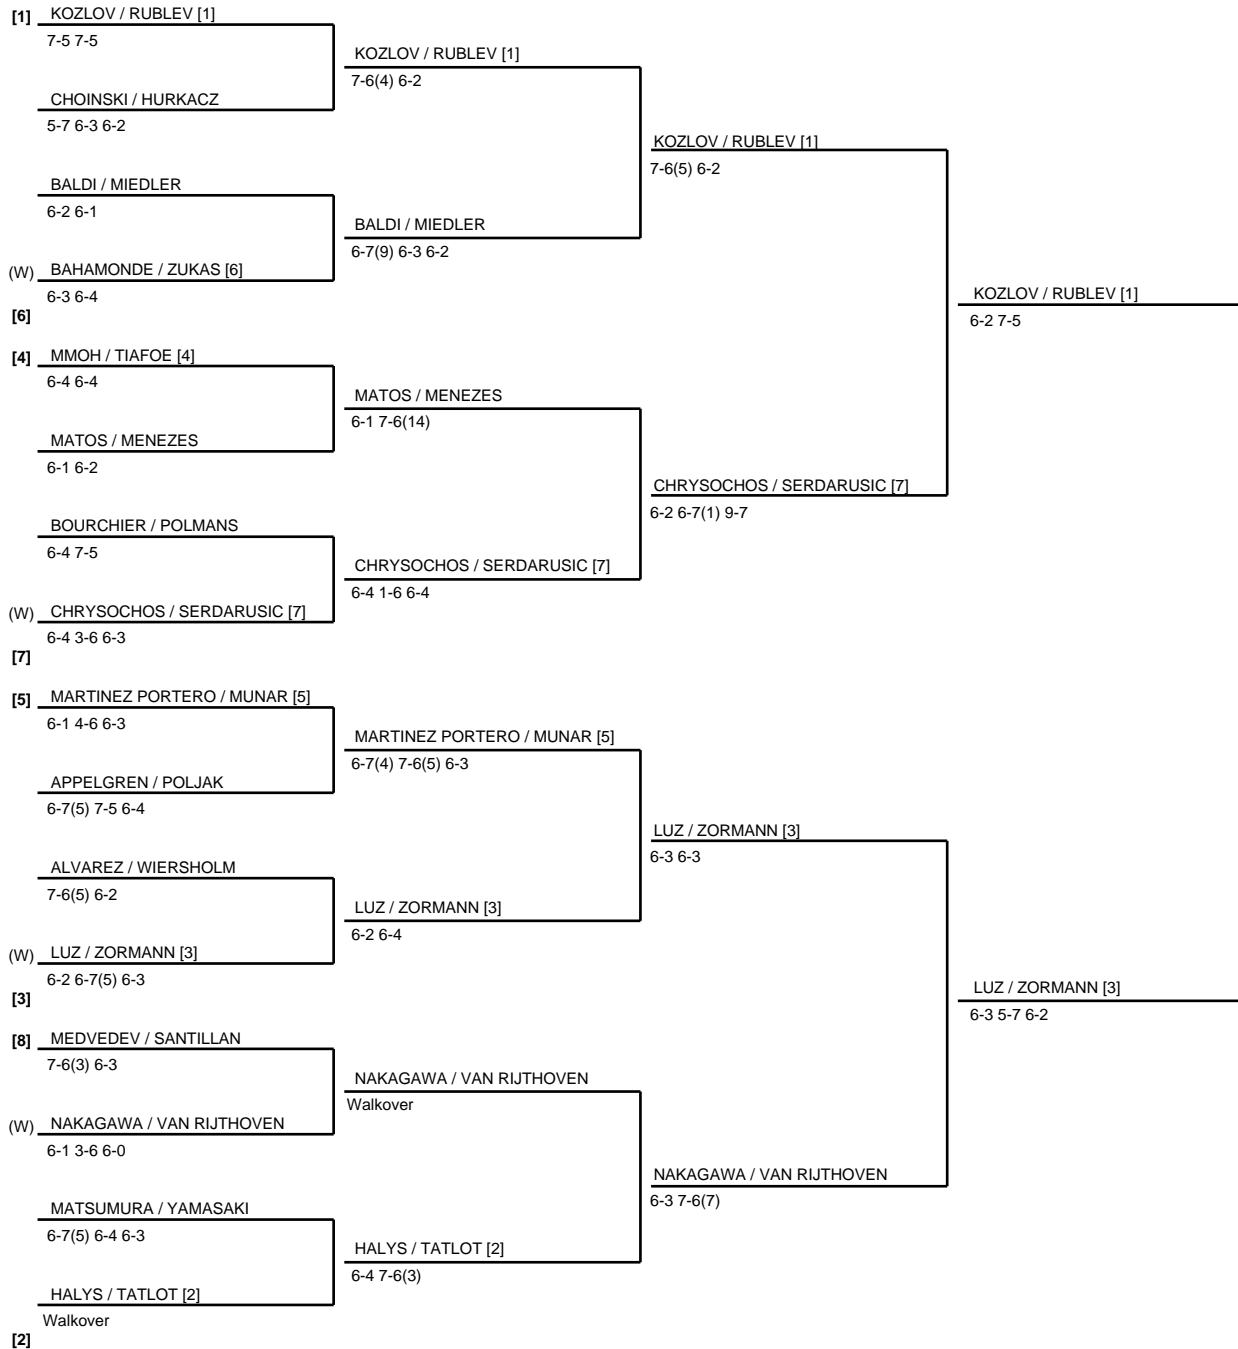 [1] KOZLOV / RUBLEV [1]
7-5 7-5
KOZLOV / RUBLEV [1]
7-6(4) 6-2
CHOINSKI / HURKACZ
5-7 6-3 6-2
KOZLOV / RUBLEV [1]
7-6(5) 6-2
BALDI / MIEDLER
6-2 6-1
BALDI / MIEDLER
6-7(9) 6-3 6-2
(W) BAHAMONDE / ZUKAS [6]
6-3 6-4
[6]
KOZLOV / RUBLEV [1]
6-2 7-5
[4] MMOH / TIAFOE [4]
6-4 6-4
MATOS / MENEZES
6-1 7-6(14)
MATOS / MENEZES
6-1 6-2
CHRYSOCHOS / SERDARUSIC [7]
6-2 6-7(1) 9-7
BOURCHIER / POLMANS
6-4 7-5
CHRYSOCHOS / SERDARUSIC [7]
6-4 1-6 6-4
(W) CHRYSOCHOS / SERDARUSIC [7]
6-4 3-6 6-3
[7]
[5] MARTINEZ PORTERO / MUNAR [5]
6-1 4-6 6-3
MARTINEZ PORTERO / MUNAR [5]
6-7(4) 7-6(5) 6-3
APPELGREN / POLJAK
6-7(5) 7-5 6-4
LUZ / ZORMANN [3]
6-3 6-3
ALVAREZ / WIERSHOLM
7-6(5) 6-2
LUZ / ZORMANN [3]
6-2 6-4
(W) LUZ / ZORMANN [3]
6-2 6-7(5) 6-3
[3]
LUZ / ZORMANN [3]
6-3 5-7 6-2
[8] MEDVEDEV / SANTILLAN
7-6(3) 6-3
NAKAGAWA / VAN RIJTHOVEN
Walkover
(W) NAKAGAWA / VAN RIJTHOVEN
6-1 3-6 6-0
NAKAGAWA / VAN RIJTHOVEN
6-3 7-6(7)
MATSUMURA / YAMASAKI
6-7(5) 6-4 6-3
HALYS / TATLOT [2]
6-4 7-6(3)
HALYS / TATLOT [2]
Walkover
[2]